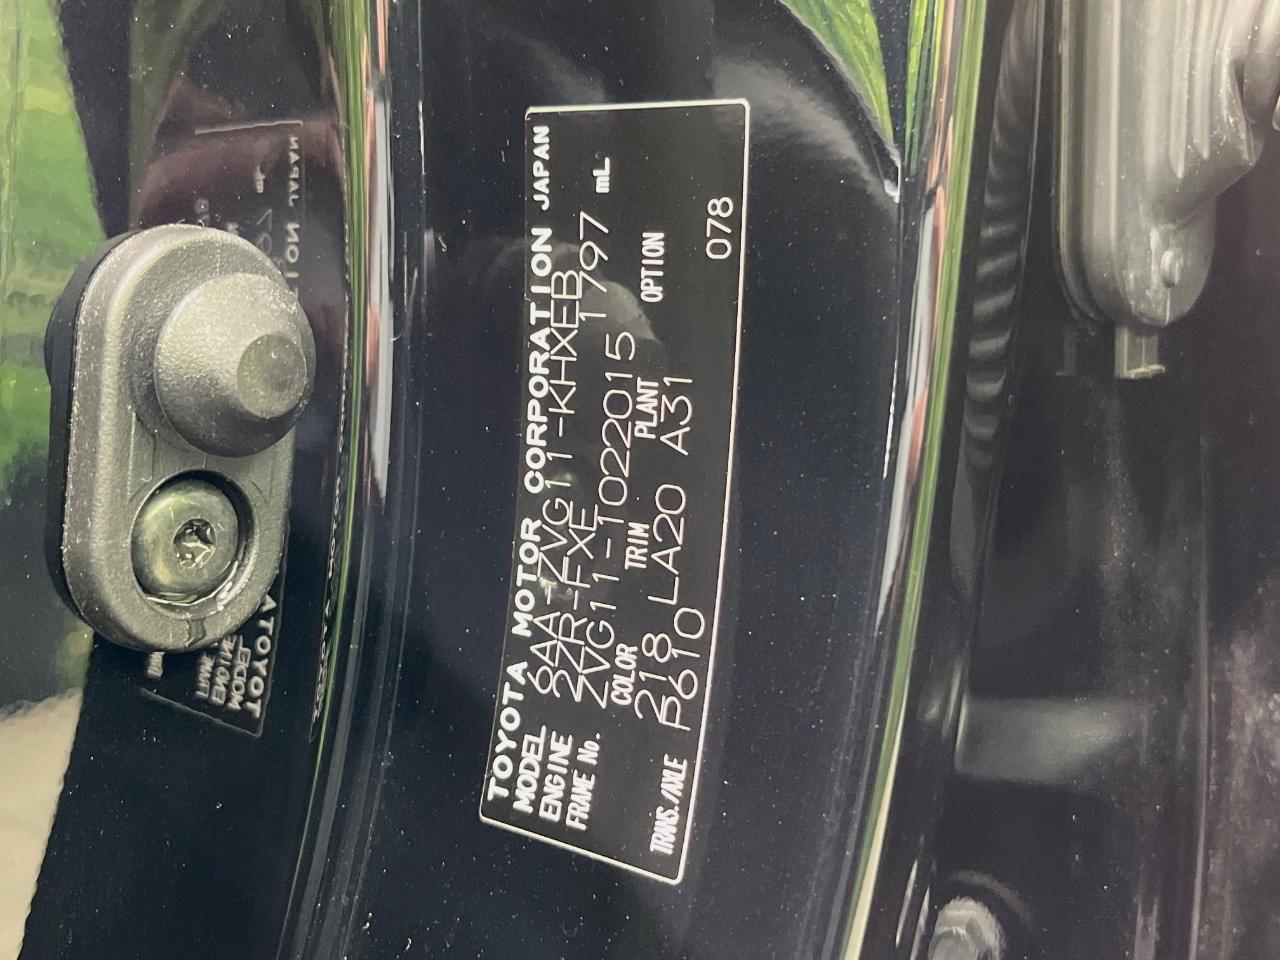 TOYOTA MOTOR CORPORATION JAPAN
MODEL 6AA-ZVG11-KHXEB
ENGINE 2ZR-FXE 1797 mL
FRAME No. ZVG11-1022015
COLOR TRIM PLANT OPTION
218 LA20 A31
TRANS./AXLE P610
078